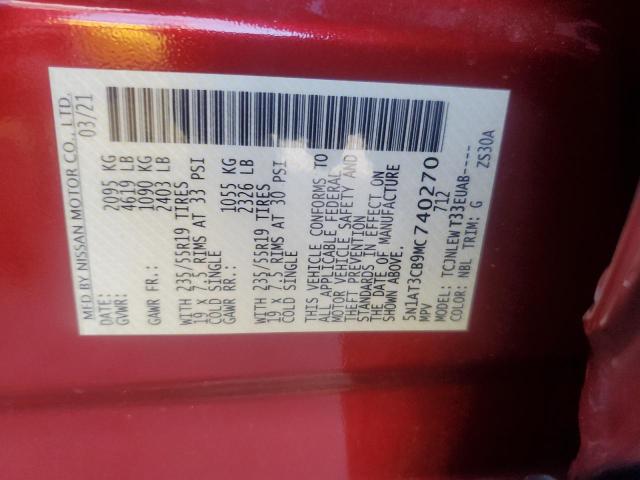 MFD BY NISSAN MOTOR CO., LTD.
DATE: 03/21
GVWR: 2095 KG
4619 LB
GAWR FR.: 1090 KG
2403 LB
WITH 235/55R19 TIRES
19 X 7.5 RIMS AT 33 PSI
COLD SINGLE
GAWR RR.: 1055 KG
2326 LB
WITH 235/55R19 TIRES
19 X 7.5 RIMS AT 30 PSI
COLD SINGLE
THIS VEHICLE CONFORMS TO
ALL APPLICABLE FEDERAL
MOTOR VEHICLE SAFETY AND
THEFT PREVENTION
STANDARDS IN EFFECT ON
THE DATE OF MANUFACTURE
SHOWN ABOVE.
5N1AT3CB9MC740270
MPV 712
MODEL: TCJNLEWT33EUAB----
COLOR: NBL TRIM: G
ZS30A